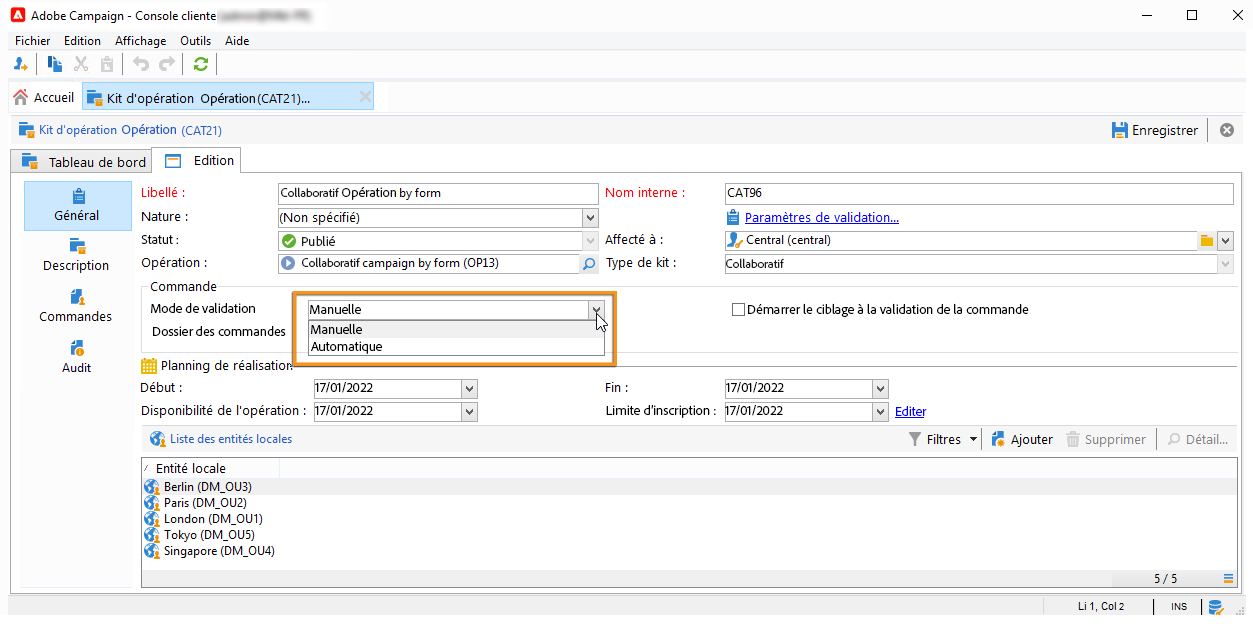 Adobe Campaign - Console cliente
Fichier Edition Affichage Outils Aide
Accueil Kit d'opération Opération (CAT21)...
Kit d'opération Opération (CAT21) Enregistrer
Tableau de bord Edition
Général
Description
Commandes
Audit
Libellé : Collaboratif Opération by form Nom interne : CAT96
Nature : (Non spécifié) Paramètres de validation...
Statut : Publié Affecté à : Central (central)
Opération : Collaboratif campaign by form (OP13) Type de kit : Collaboratif
Commande
Mode de validation Manuelle Démarrer le ciblage à la validation de la commande
Dossier des commandes Manuelle
Automatique
Planning de réalisation
Début : 17/01/2022 Fin : 17/01/2022
Disponibilité de l'opération : 17/01/2022 Limite d'inscription : 17/01/2022 Editer
Liste des entités locales Filtres Ajouter Supprimer Détail...
Entité locale
Berlin (DM_OU3)
Paris (DM_OU2)
London (DM_OU1)
Tokyo (DM_OU5)
Singapore (DM_OU4)
5 / 5
Li 1, Col 2 INS